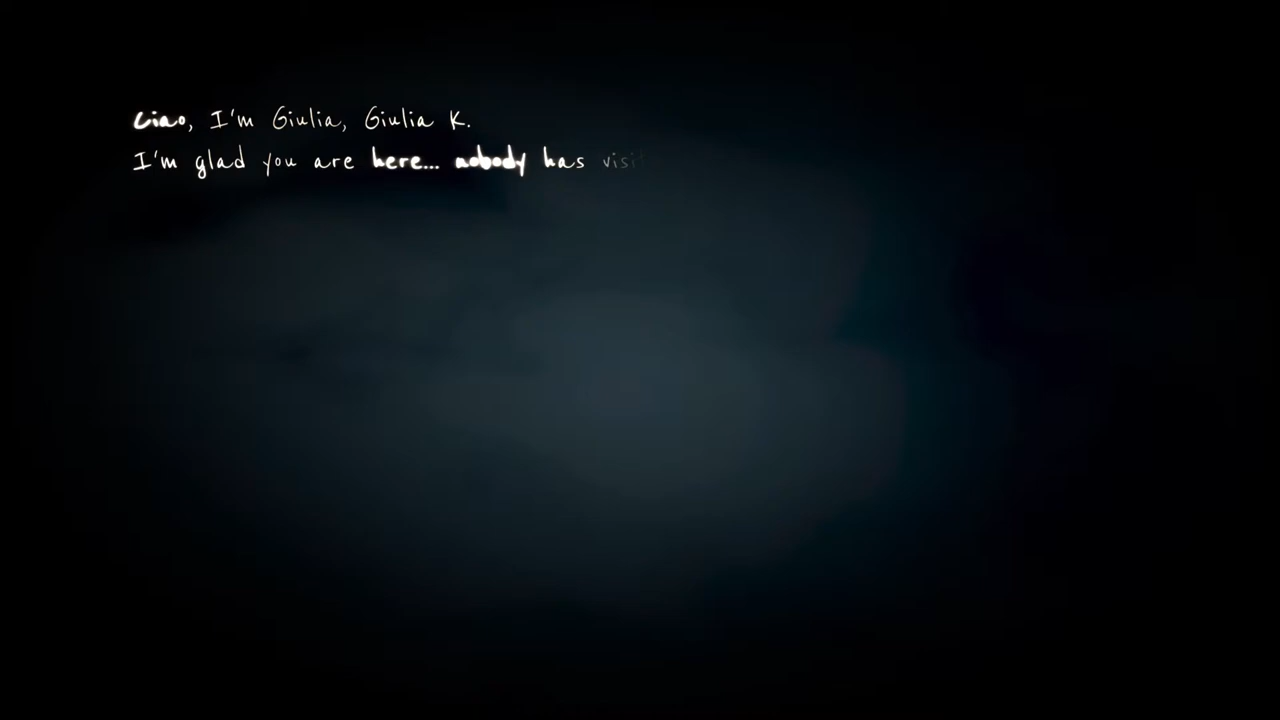 Ciao, I'm Giulia, Giulia K.
I'm glad you are here... nobody has